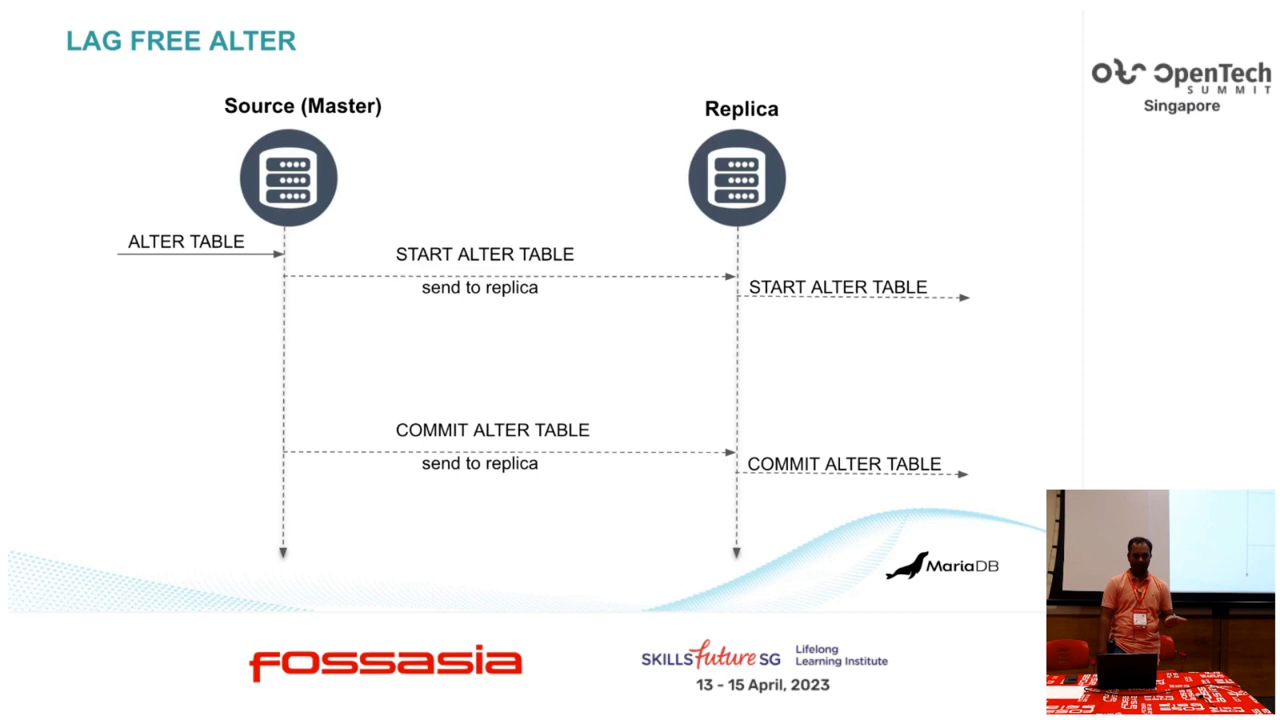 LAG FREE ALTER
OpenTech
SUMMIT
Singapore
Source (Master)
Replica
ALTER TABLE
START ALTER TABLE
send to replica
START ALTER TABLE
COMMIT ALTER TABLE
send to replica
COMMIT ALTER TABLE
MariaDB
FOSSASIA
SKILLS future SG
Lifelong
Learning Institute
13 - 15 April, 2023